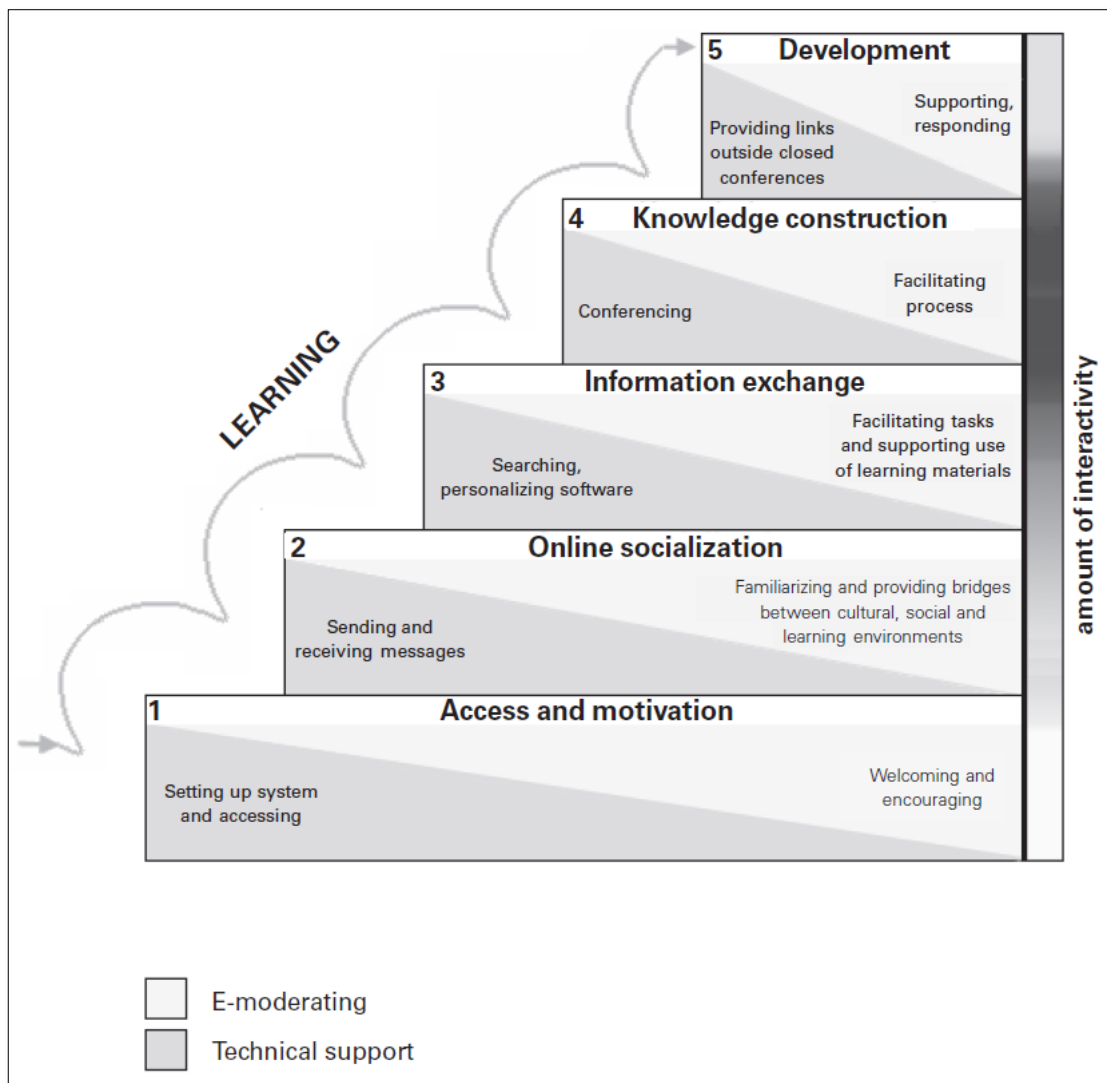 5 Development
Supporting,
responding
Providing links
outside closed
conferences
4 Knowledge construction
Facilitating
process
Conferencing
3 Information exchange
Facilitating tasks
and supporting use
of learning materials
Searching,
personalizing software
2 Online socialization
Familiarizing and providing bridges
between cultural, social and
learning environments
Sending and
receiving messages
1 Access and motivation
Welcoming and
encouraging
Setting up system
and accessing
LEARNING
amount of interactivity
E-moderating
Technical support